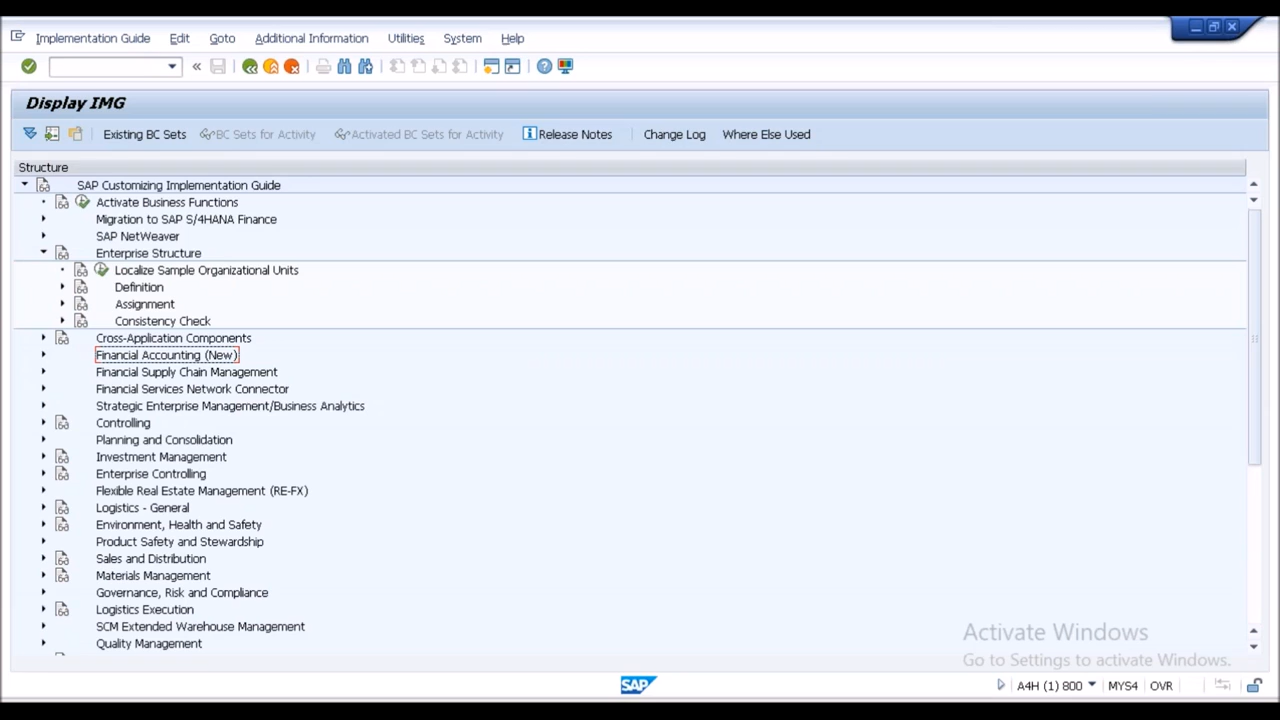 Implementation Guide Edit Goto Additional Information Utilities System Help
Display IMG
Existing BC Sets BC Sets for Activity Activated BC Sets for Activity Release Notes Change Log Where Else Used
Structure
SAP Customizing Implementation Guide
Activate Business Functions
Migration to SAP S/4HANA Finance
SAP NetWeaver
Enterprise Structure
Localize Sample Organizational Units
Definition
Assignment
Consistency Check
Cross-Application Components
Financial Accounting (New)
Financial Supply Chain Management
Financial Services Network Connector
Strategic Enterprise Management/Business Analytics
Controlling
Planning and Consolidation
Investment Management
Enterprise Controlling
Flexible Real Estate Management (RE-FX)
Logistics - General
Environment, Health and Safety
Product Safety and Stewardship
Sales and Distribution
Materials Management
Governance, Risk and Compliance
Logistics Execution
SCM Extended Warehouse Management
Quality Management
Activate Windows
Go to Settings to activate Windows.
SAP A4H (1) 800 MYS4 OVR